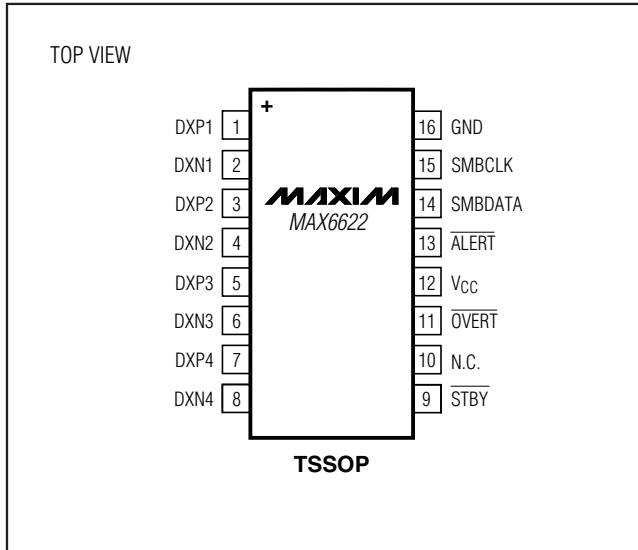 TOP VIEW
+
DXP1 1
DXN1 2
DXP2 3
DXN2 4
DXP3 5
DXN3 6
DXP4 7
DXN4 8
MAXIM
MAX6622
16 GND
15 SMBCLK
14 SMBDATA
13 ALERT
12 VCC
11 OVERT
10 N.C.
9 STBY
TSSOP